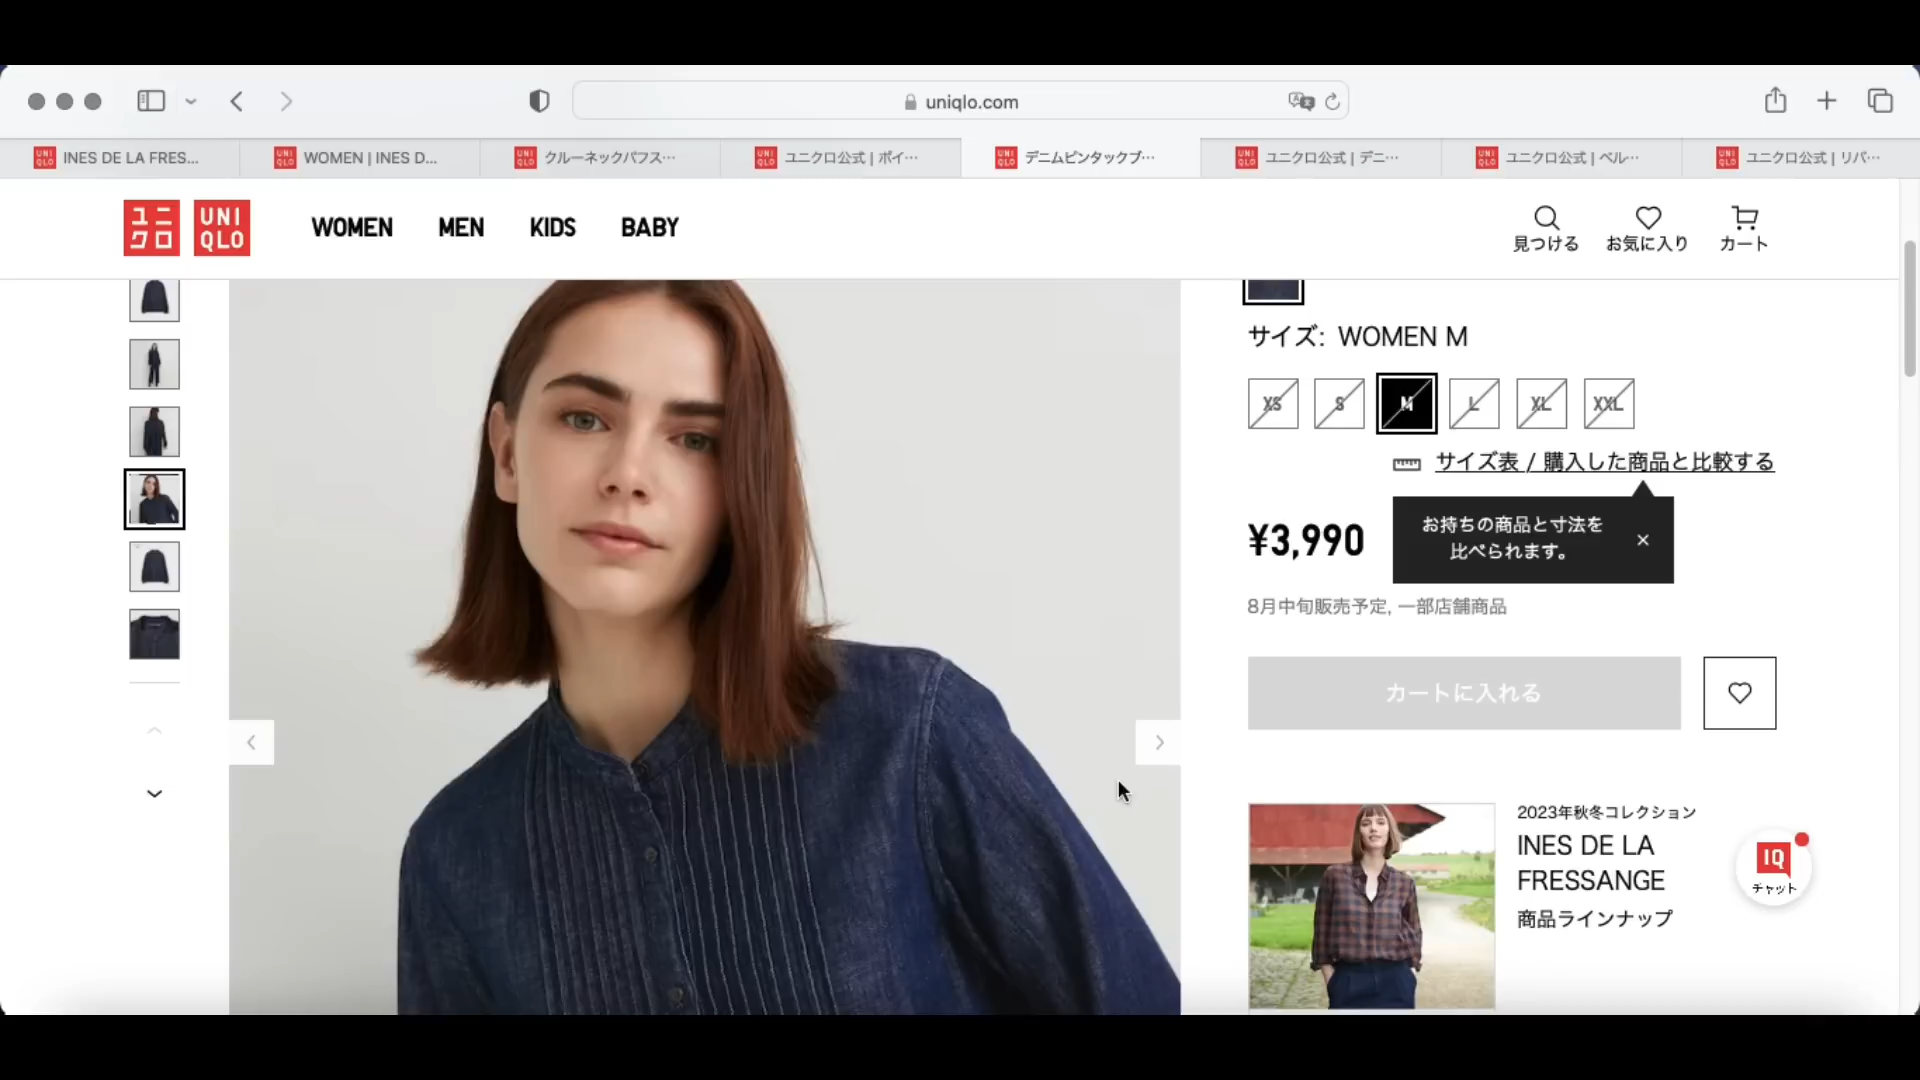 uniqlo.com
INES DE LA FRES...
WOMEN | INES D...
クルーネックパフス…
ユニクロ公式 | ボイ…
デニムピンタックブ…
ユニクロ公式 | デニ…
ユニクロ公式 | ベル…
ユニクロ公式 | リバ…
ユニ
クロ
UNI
QLO
WOMEN
MEN
KIDS
BABY
見つける
お気に入り
カート
サイズ: WOMEN M
XS
S
M
L
XL
XXL
サイズ表 / 購入した商品と比較する
¥3,990
お持ちの商品と寸法を
比べられます。
8月中旬販売予定, 一部店舗商品
カートに入れる
2023年秋冬コレクション
INES DE LA
FRESSANGE
商品ラインナップ
IQ
チャット